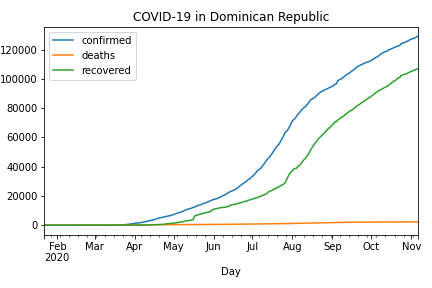 COVID-19 in Dominican Republic
confirmed
deaths
recovered
120000
100000
80000
60000
40000
20000
0
Feb Mar Apr May Jun Jul Aug Sep Oct Nov
2020
Day